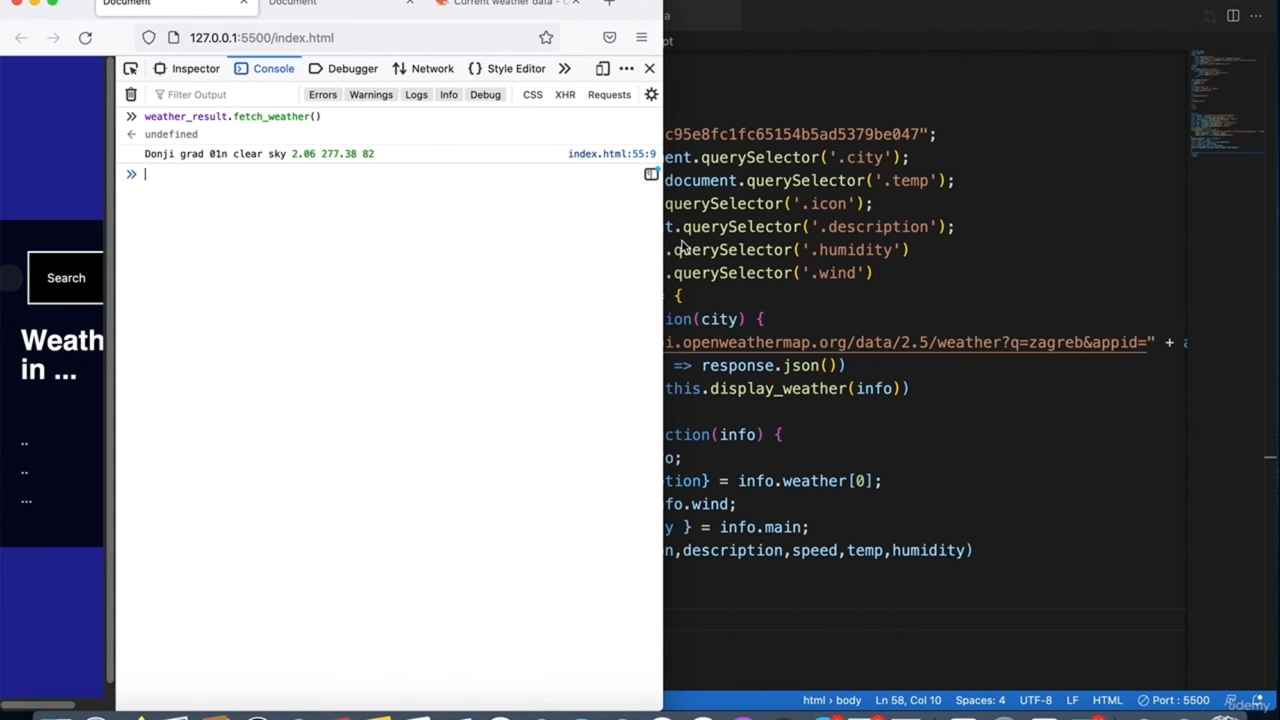 Document
Document
Current weather data -
127.0.0.1:5500/index.html
Inspector
Console
Debugger
Network
Style Editor
Filter Output
Errors
Warnings
Logs
Info
Debug
CSS
XHR
Requests
weather_result.fetch_weather()
undefined
Donji grad 01n clear sky 2.06 277.38 82
index.html:55:9
Search
Weath
in ...
..
..
...
a
pt
c95e8fc1fc65154b5ad5379be047";
ent.querySelector('.city');
document.querySelector('.temp');
querySelector('.icon');
t.querySelector('.description');
.querySelector('.humidity')
.querySelector('.wind')
= {
ion(city) {
i.openweathermap.org/data/2.5/weather?q=zagreb&appid=" + a
=> response.json())
this.display_weather(info))
ction(info) {
o;
tion} = info.weather[0];
fo.wind;
y } = info.main;
n,description,speed,temp,humidity)
html › body
Ln 58, Col 10
Spaces: 4
UTF-8
LF
HTML
Port : 5500
udemy